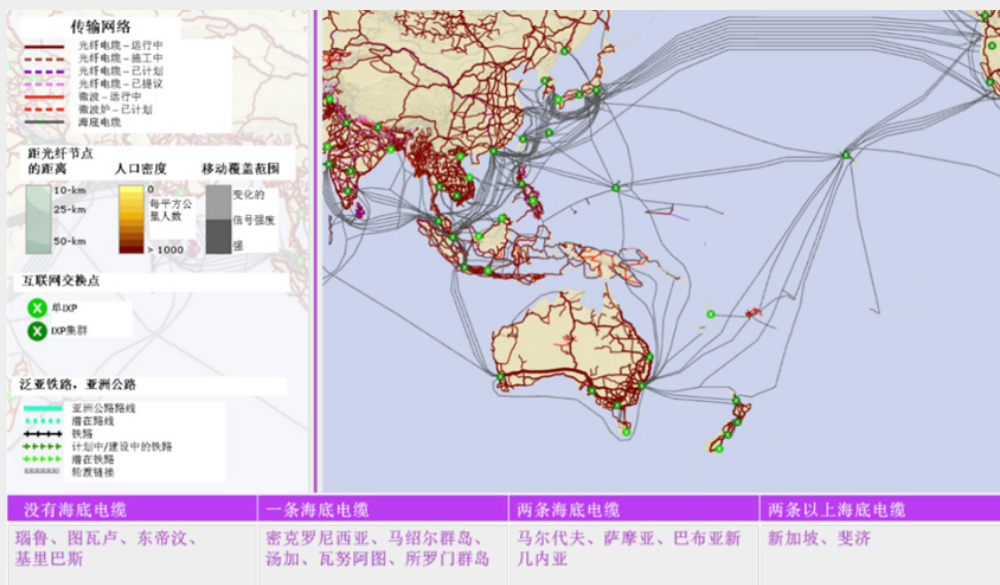 传输网络
光纤电缆－运行中
光纤电缆－施工中
光纤电缆－已计划
光纤电缆－已提议
微波－运行中
微波炉－已计划
海底电缆
距光纤节点
的距离
人口密度
移动覆盖范围
10-km
25-km
50-km
0
每平方公
里人数
> 1000
变化的
信号强度
强
互联网交换点
单IXP
IXP集群
泛亚铁路，亚洲公路
亚洲公路路线
潜在路线
铁路
计划中/建设中的铁路
潜在铁路
轮渡链接
没有海底电缆
一条海底电缆
两条海底电缆
两条以上海底电缆
瑙鲁、图瓦卢、东帝汶、
基里巴斯
密克罗尼西亚、马绍尔群岛、
汤加、瓦努阿图、所罗门群岛
马尔代夫、萨摩亚、巴布亚新
几内亚
新加坡、斐济